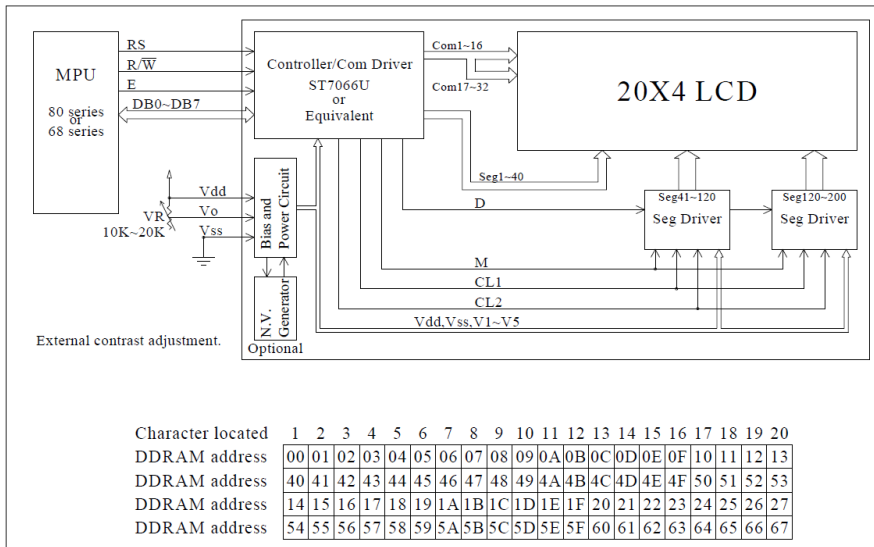 MPU
80 series
or
68 series
RS
R/W̅
E
DB0~DB7
Controller/Com Driver
ST7066U
or
Equivalent
Com1~16
Com17~32
20X4 LCD
Seg1~40
Seg41~120
Seg Driver
Seg120~200
Seg Driver
D
Vdd
VR
Vo
10K~20K
Vss
Bias and
Power Circuit
M
CL1
CL2
N.V.
Generator
Vdd,Vss,V1~V5
External contrast adjustment.
Optional
Character located 1 2 3 4 5 6 7 8 9 10 11 12 13 14 15 16 17 18 19 20
DDRAM address 00 01 02 03 04 05 06 07 08 09 0A 0B 0C 0D 0E 0F 10 11 12 13
DDRAM address 40 41 42 43 44 45 46 47 48 49 4A 4B 4C 4D 4E 4F 50 51 52 53
DDRAM address 14 15 16 17 18 19 1A 1B 1C 1D 1E 1F 20 21 22 23 24 25 26 27
DDRAM address 54 55 56 57 58 59 5A 5B 5C 5D 5E 5F 60 61 62 63 64 65 66 67